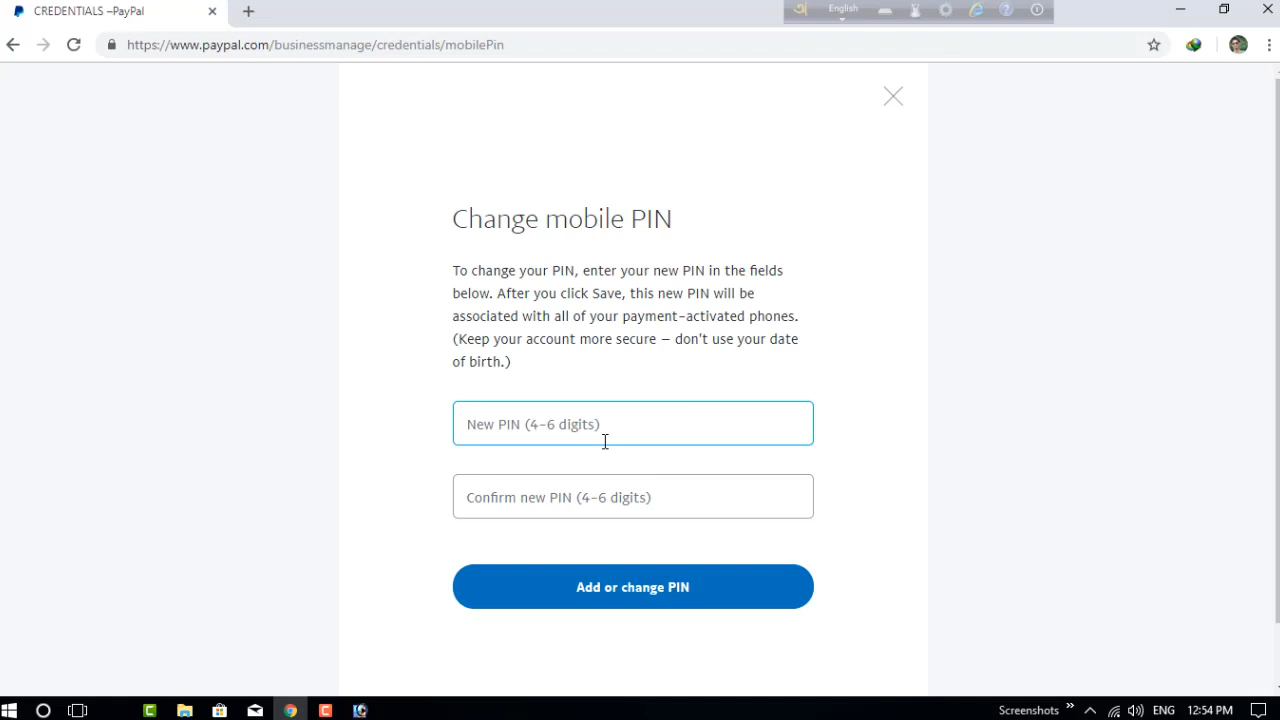 CREDENTIALS –PayPal
English
https://www.paypal.com/businessmanage/credentials/mobilePin
Change mobile PIN
To change your PIN, enter your new PIN in the fields
below. After you click Save, this new PIN will be
associated with all of your payment-activated phones.
(Keep your account more secure – don't use your date
of birth.)
New PIN (4-6 digits)
Confirm new PIN (4-6 digits)
Add or change PIN
Screenshots
ENG
12:54 PM